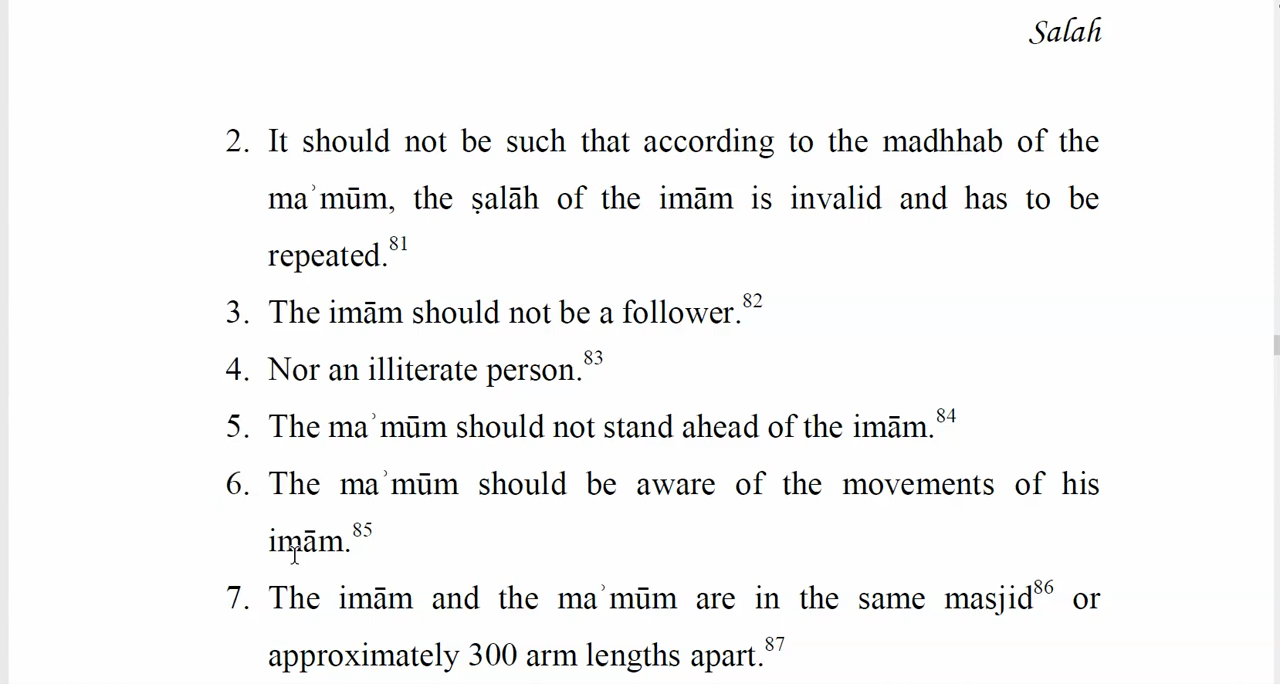 Salah
2. It should not be such that according to the madhhab of the
maʾmūm, the ṣalāh of the imām is invalid and has to be
repeated.81
3. The imām should not be a follower.82
4. Nor an illiterate person.83
5. The maʾmūm should not stand ahead of the imām.84
6. The maʾmūm should be aware of the movements of his
imām.85
7. The imām and the maʾmūm are in the same masjid86 or
approximately 300 arm lengths apart.87